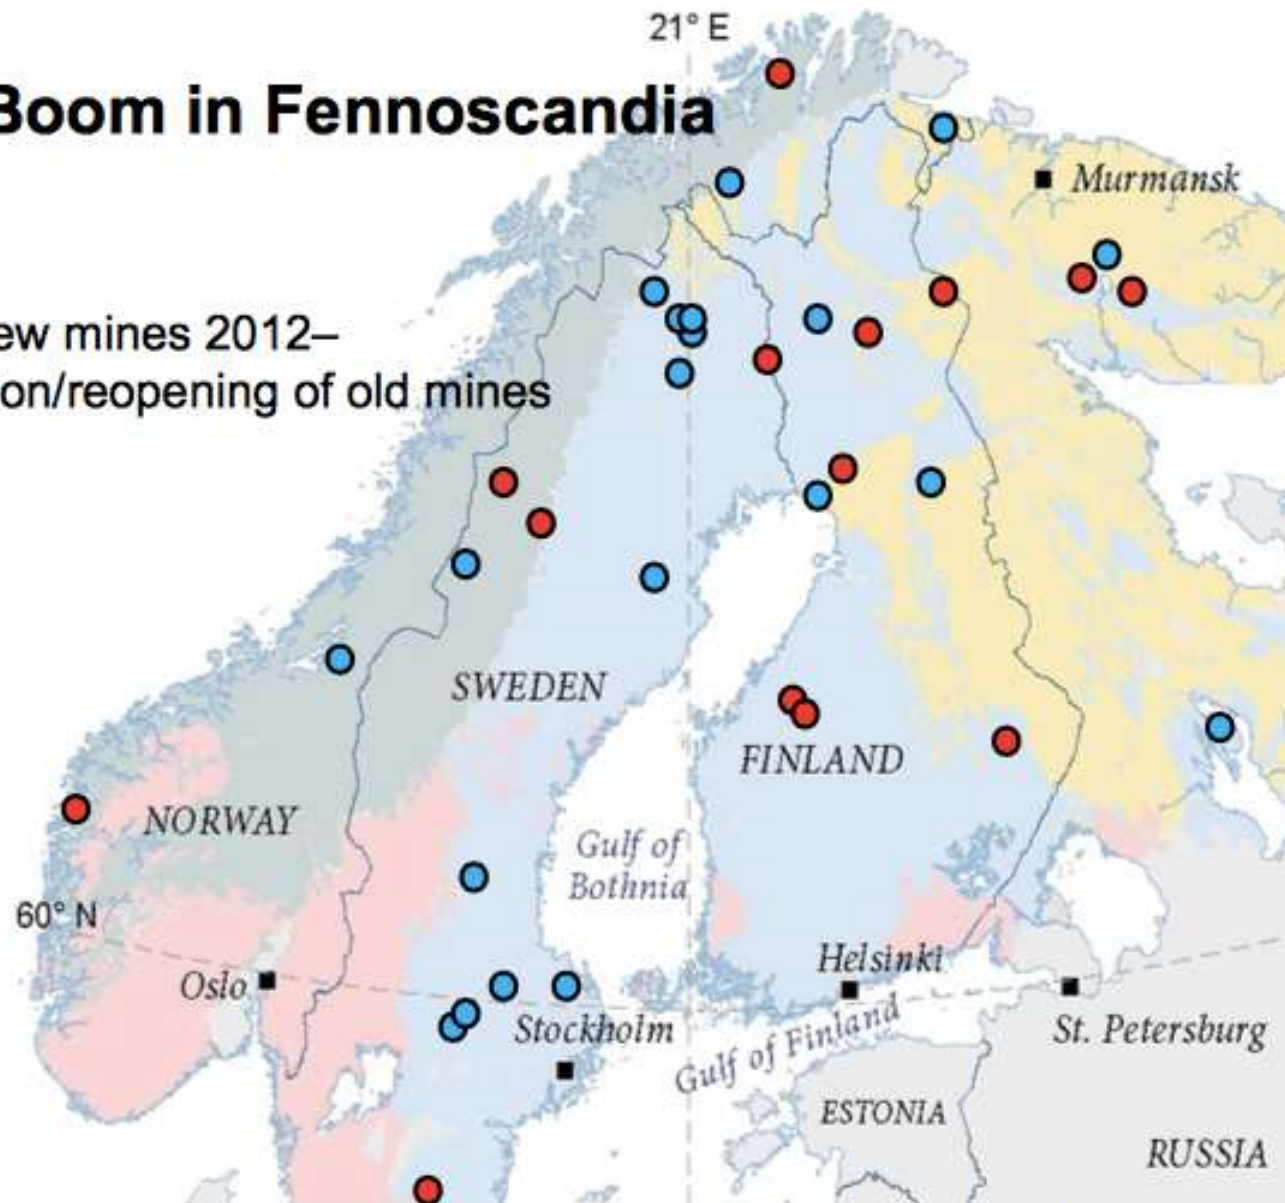 21° E
Boom in Fennoscandia
Murmansk
ew mines 2012–
on/reopening of old mines
SWEDEN
FINLAND
NORWAY
Gulf of
Bothnia
60° N
Helsinki
Oslo
Stockholm
Gulf of Finland
St. Petersburg
ESTONIA
RUSSIA